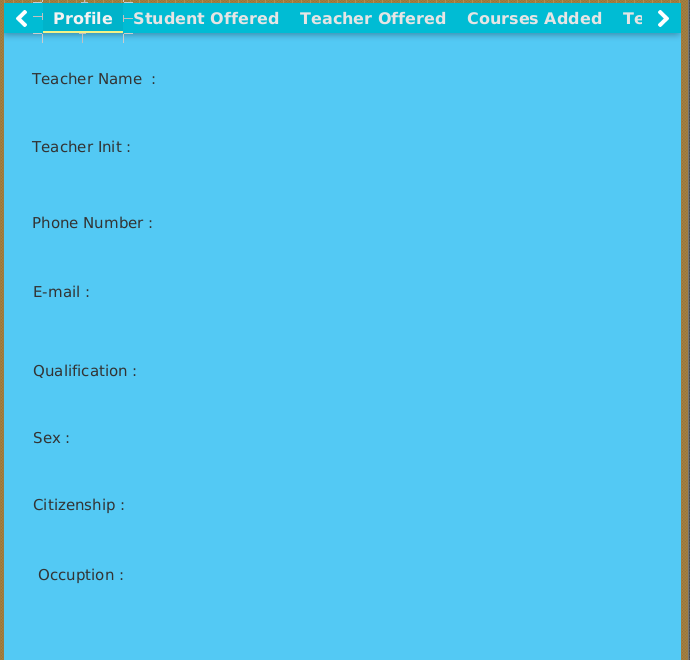 Profile Student Offered Teacher Offered Courses Added Te
Teacher Name :
Teacher Init :
Phone Number :
E-mail :
Qualification :
Sex :
Citizenship :
Occuption :